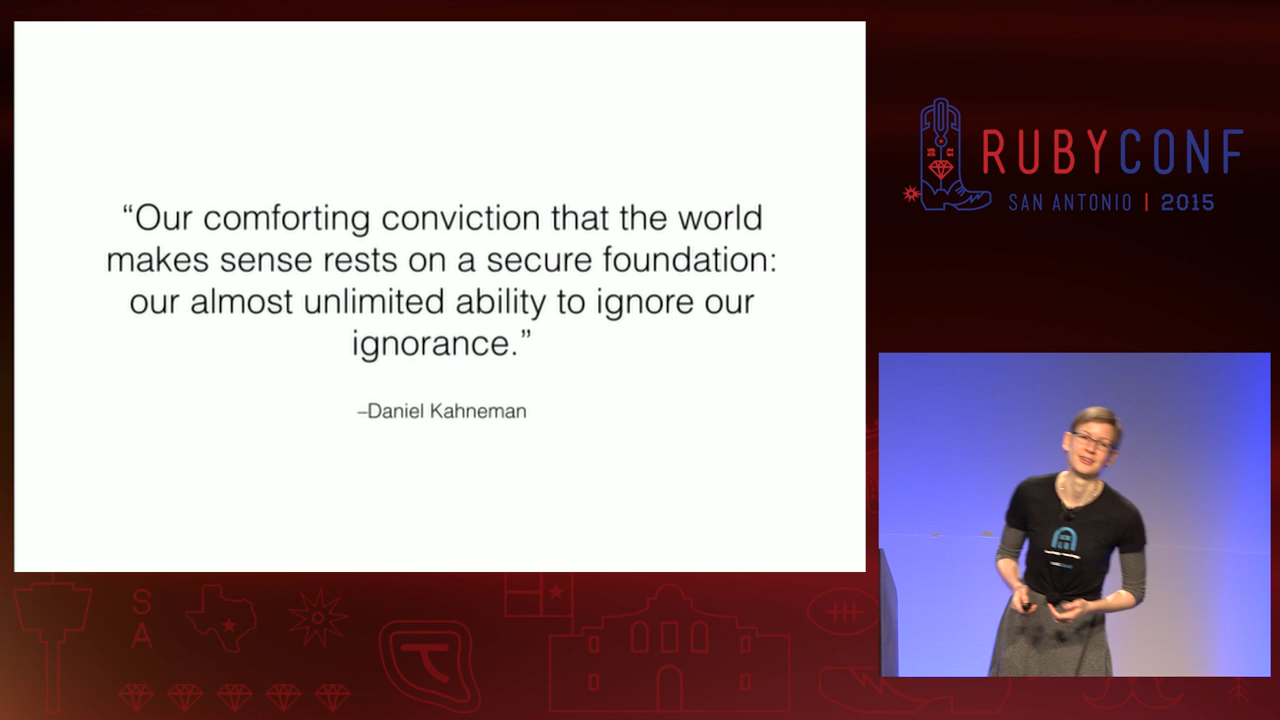 “Our comforting conviction that the world
makes sense rests on a secure foundation:
our almost unlimited ability to ignore our
ignorance.”
–Daniel Kahneman
RUBYCONF
SAN ANTONIO | 2015
S
A